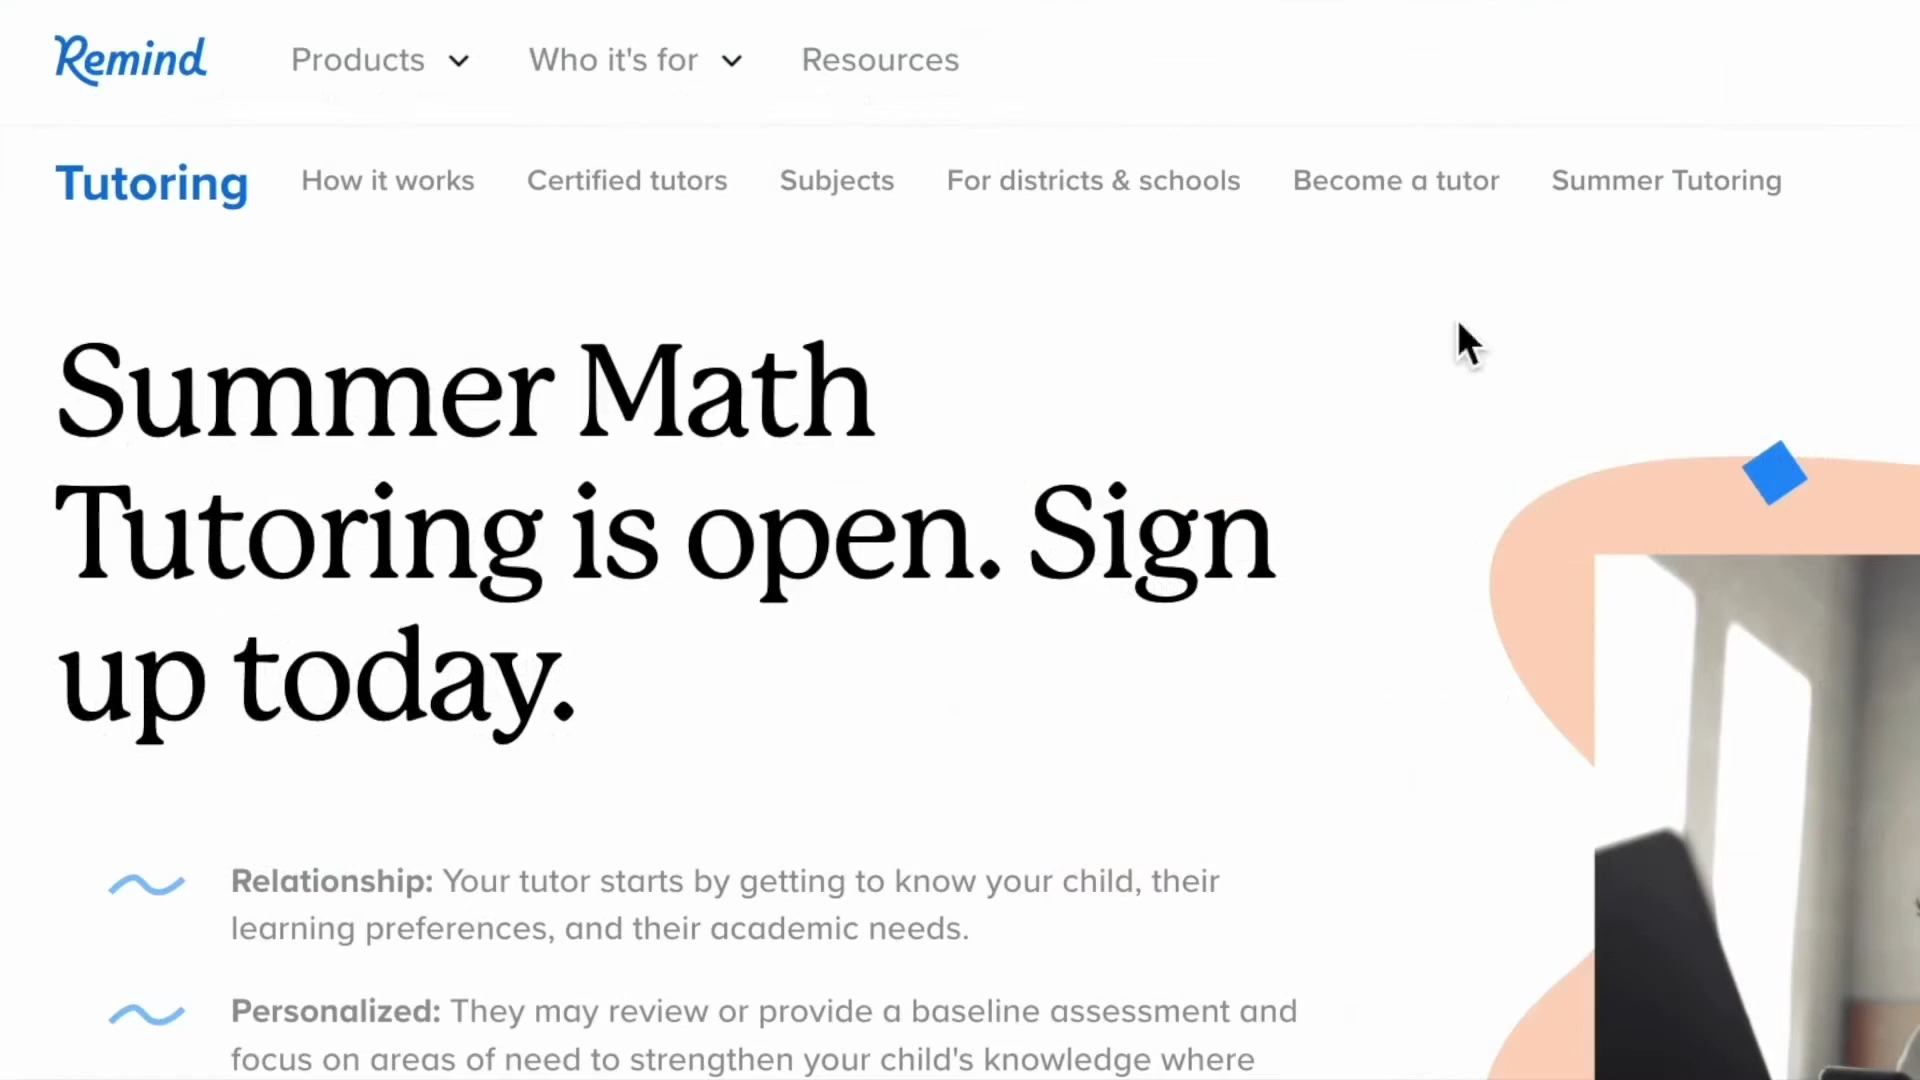 Remind Products Who it's for Resources
Tutoring How it works Certified tutors Subjects For districts & schools Become a tutor Summer Tutoring
Summer Math
Tutoring is open. Sign
up today.
Relationship: Your tutor starts by getting to know your child, their
learning preferences, and their academic needs.
Personalized: They may review or provide a baseline assessment and
focus on areas of need to strengthen your child's knowledge where